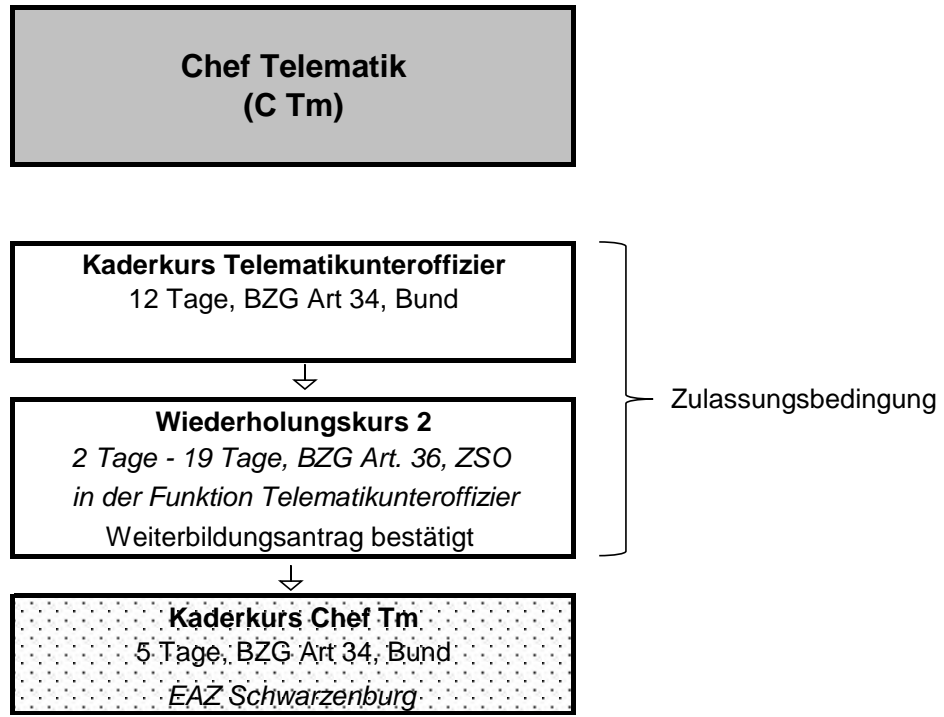 Chef Telematik
(C Tm)
Kaderkurs Telematikunteroffizier
12 Tage, BZG Art 34, Bund
Wiederholungskurs 2
2 Tage - 19 Tage, BZG Art. 36, ZSO
in der Funktion Telematikunteroffizier
Weiterbildungsantrag bestätigt
Zulassungsbedingung
Kaderkurs Chef Tm
5 Tage, BZG Art 34, Bund
EAZ Schwarzenburg